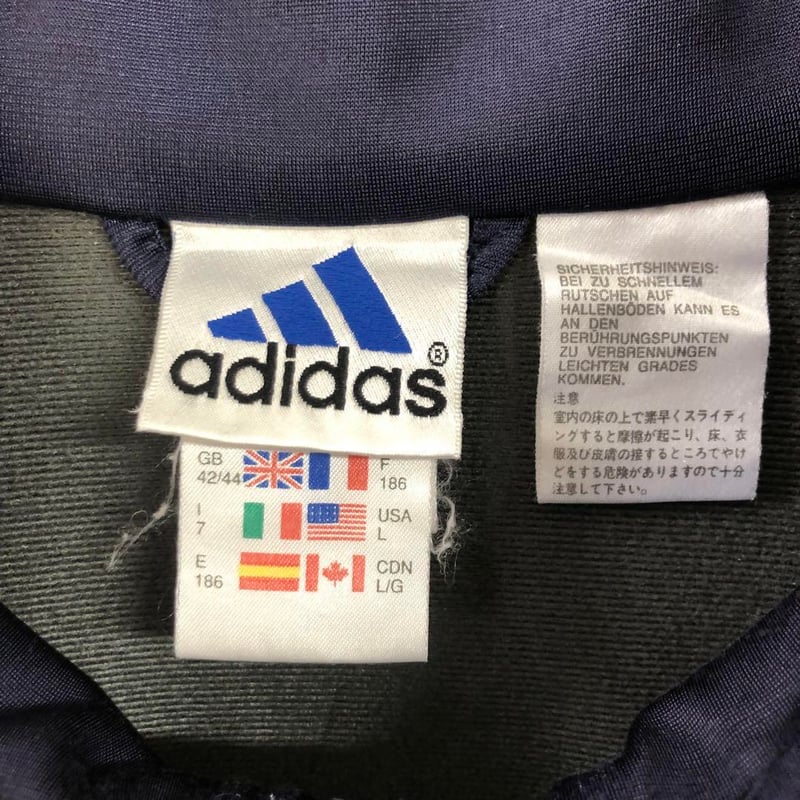 adidas®
GB
42/44
F
186
I
7
USA
L
E
186
CDN
L/G
SICHERHEITSHINWEIS:
BEI ZU SCHNELLEM
RUTSCHEN AUF
HALLENBÖDEN KANN ES
AN DEN
BERÜHRUNGSPUNKTEN
ZU VERBRENNUNGEN
LEICHTEN GRADES
KOMMEN.
注意
室内の床の上で素早くスライディ
ングすると摩擦が起こり、床、衣
服及び皮膚の接するところでやけ
どをする危険がありますので十分
注意して下さい。